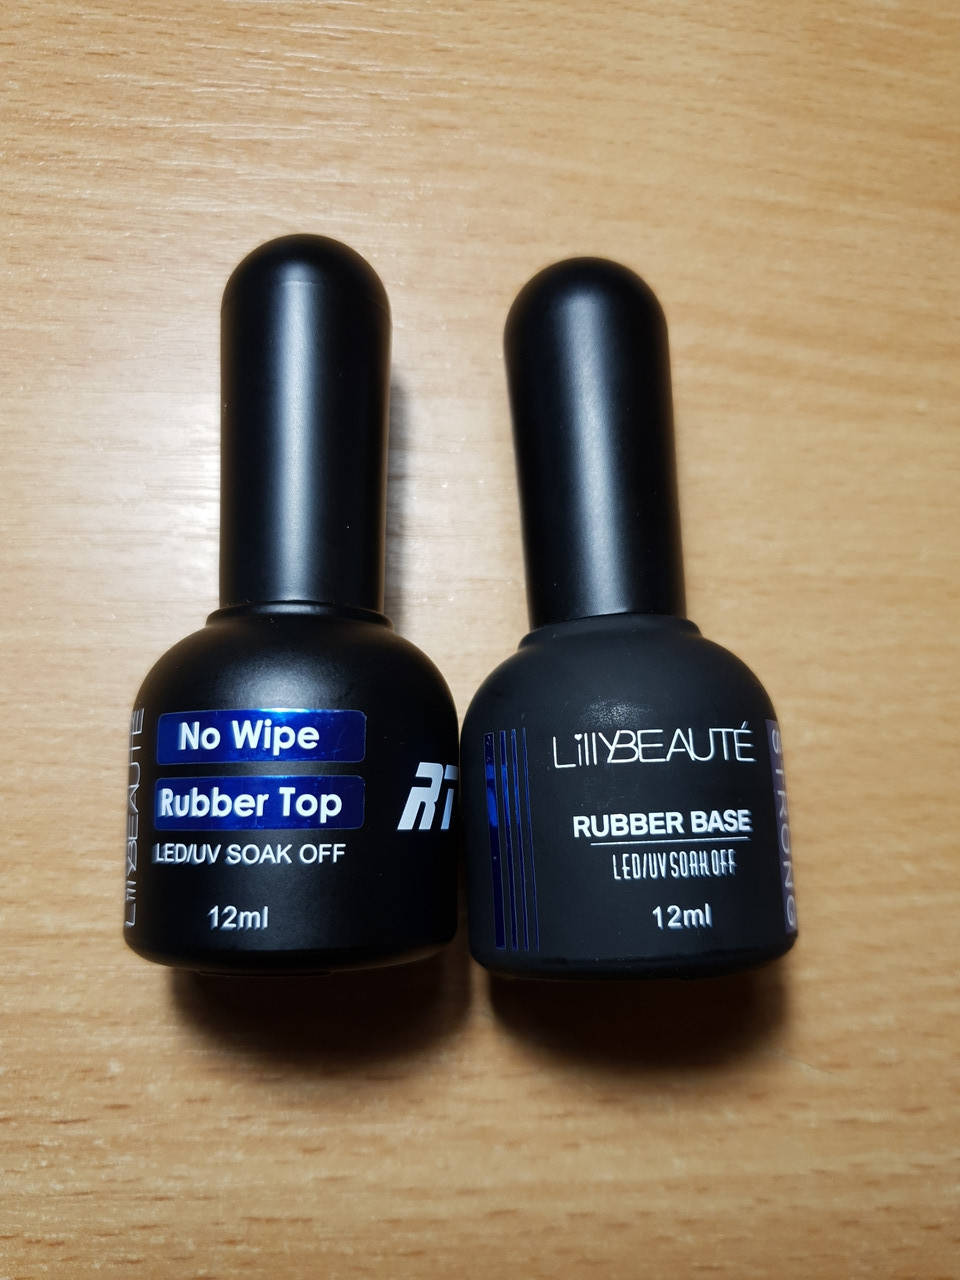 LillYBEAUTÉ
No Wipe
Rubber Top
LED/UV SOAK OFF
12ml
RT
LillYBEAUTÉ
RUBBER BASE
LED/UV SOAK OFF
12ml
STRONG